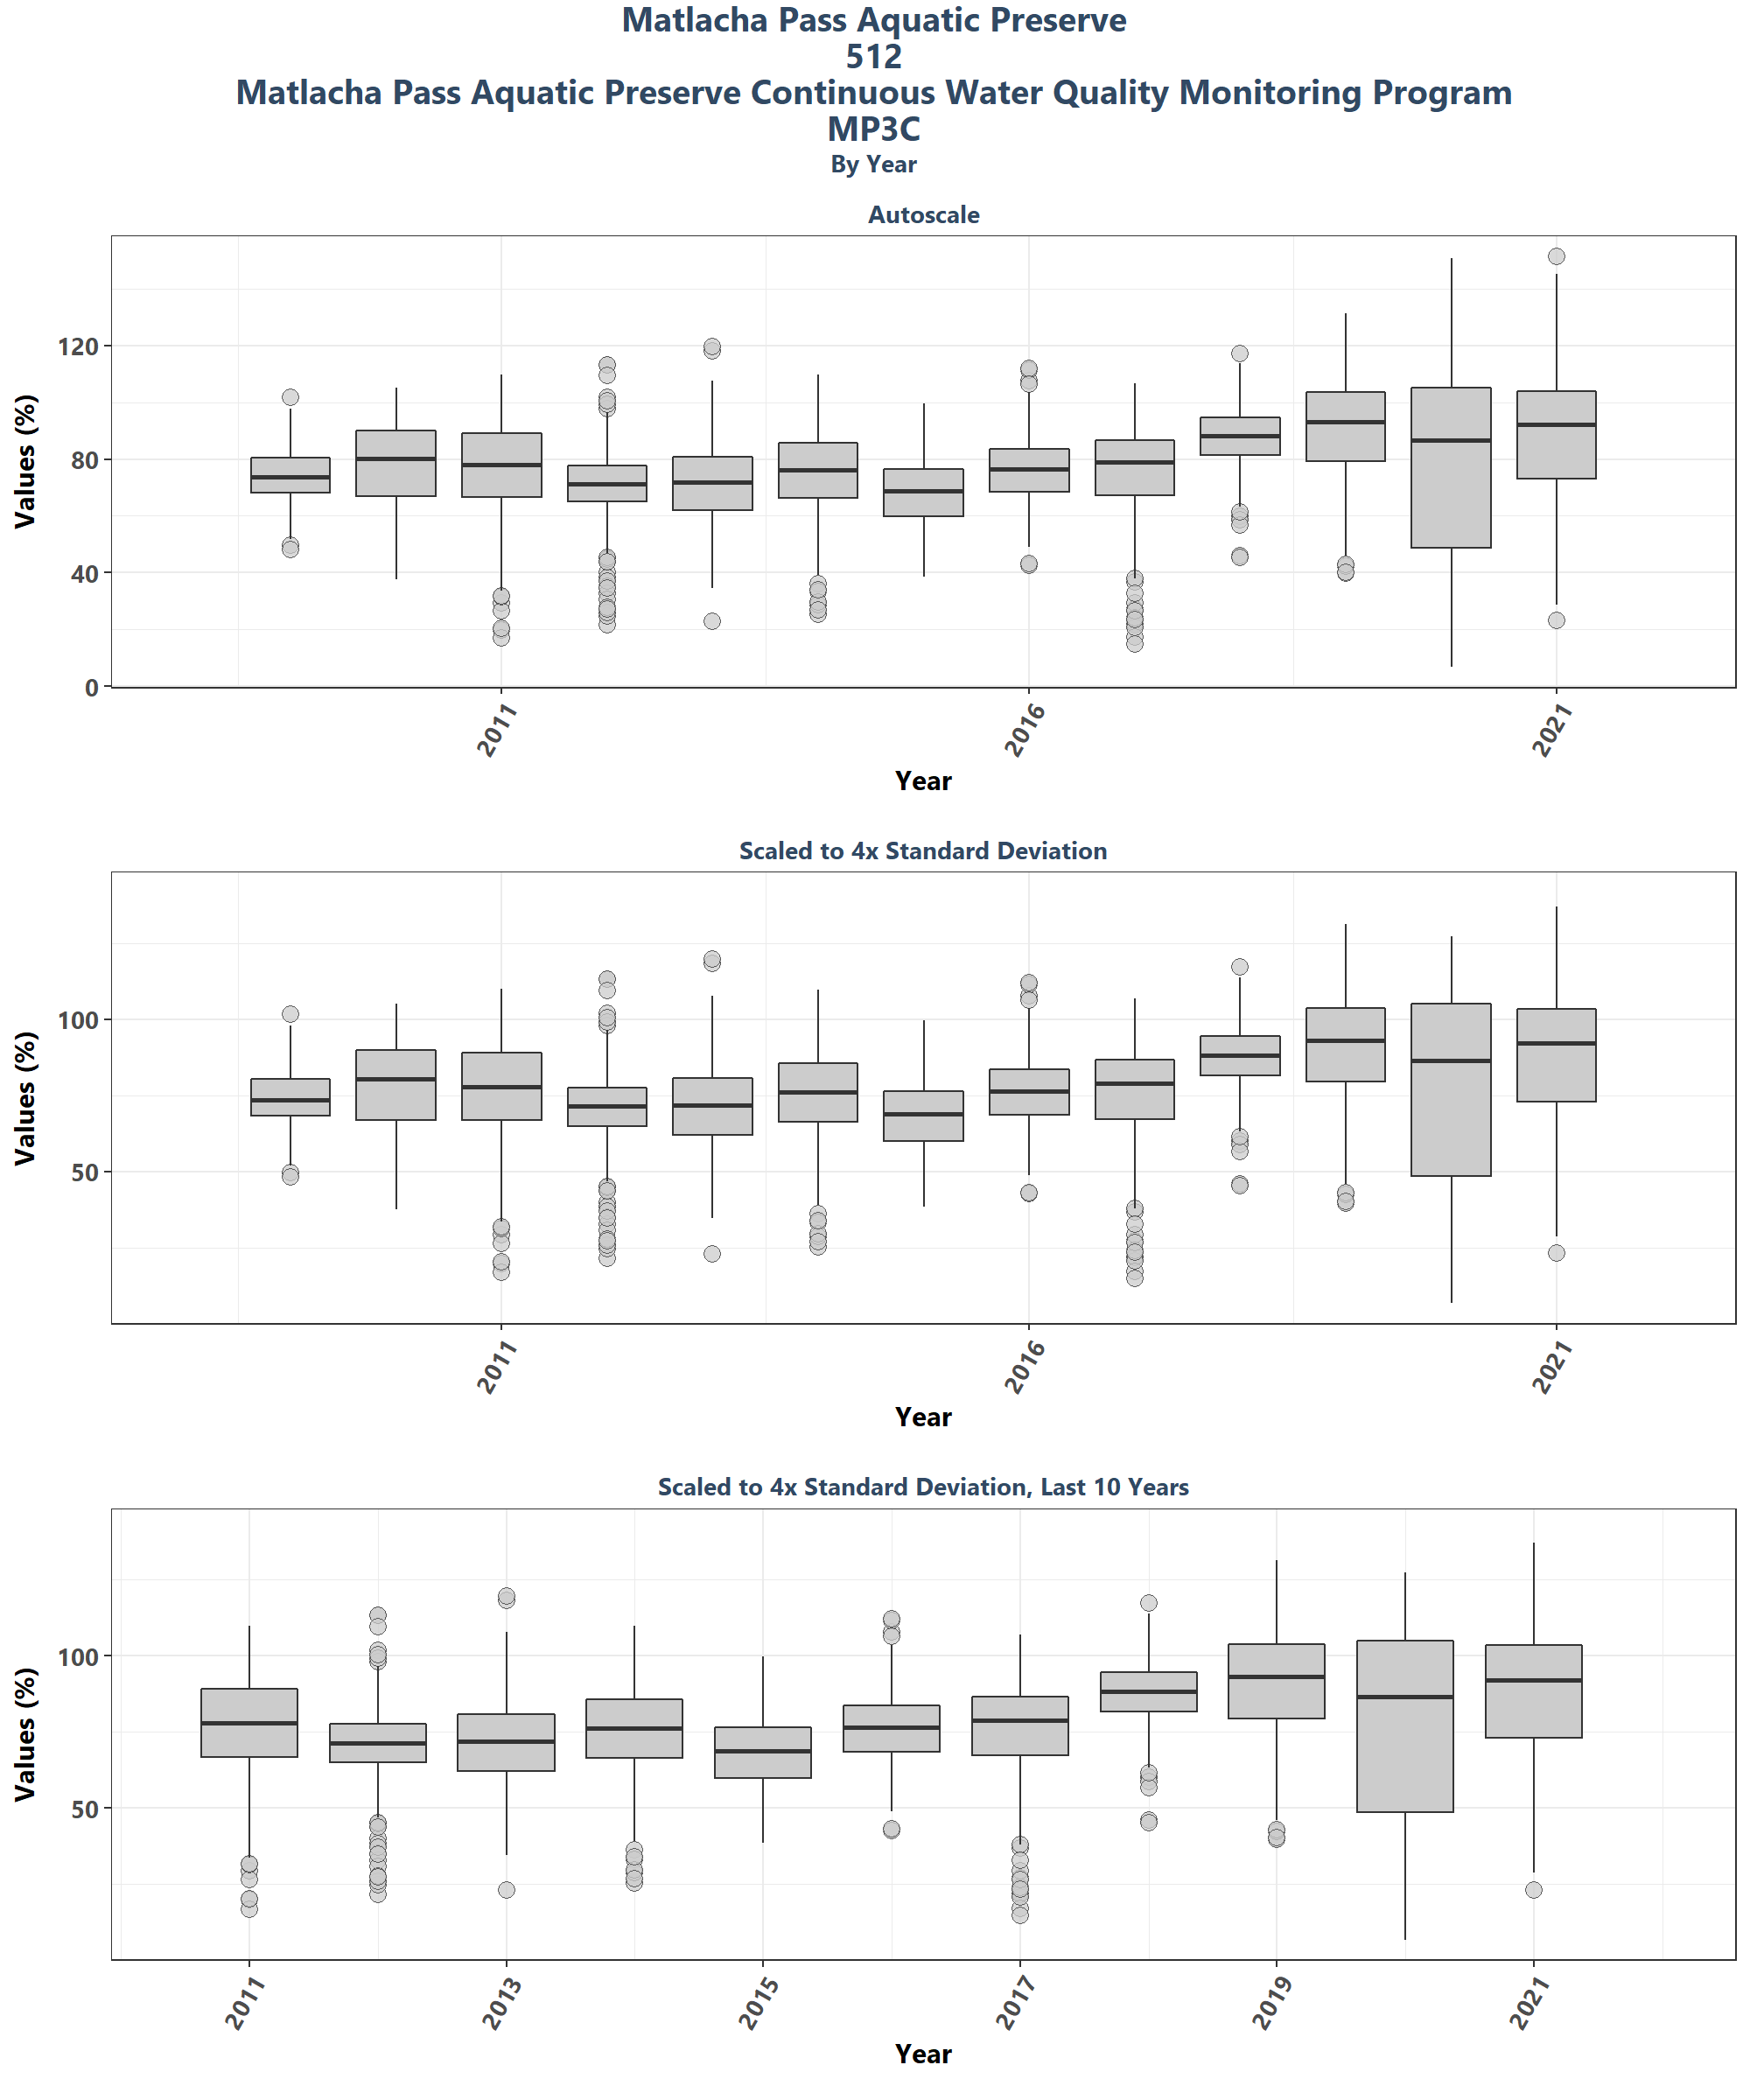 Matlacha Pass Aquatic Preserve
512
Matlacha Pass Aquatic Preserve Continuous Water Quality Monitoring Program
MP3C
By Year
Autoscale
Values (%)
120
80
40
0
2011
2016
2021
Year
Scaled to 4x Standard Deviation
Values (%)
100
50
2011
2016
2021
Year
Scaled to 4x Standard Deviation, Last 10 Years
Values (%)
100
50
2011
2013
2015
2017
2019
2021
Year